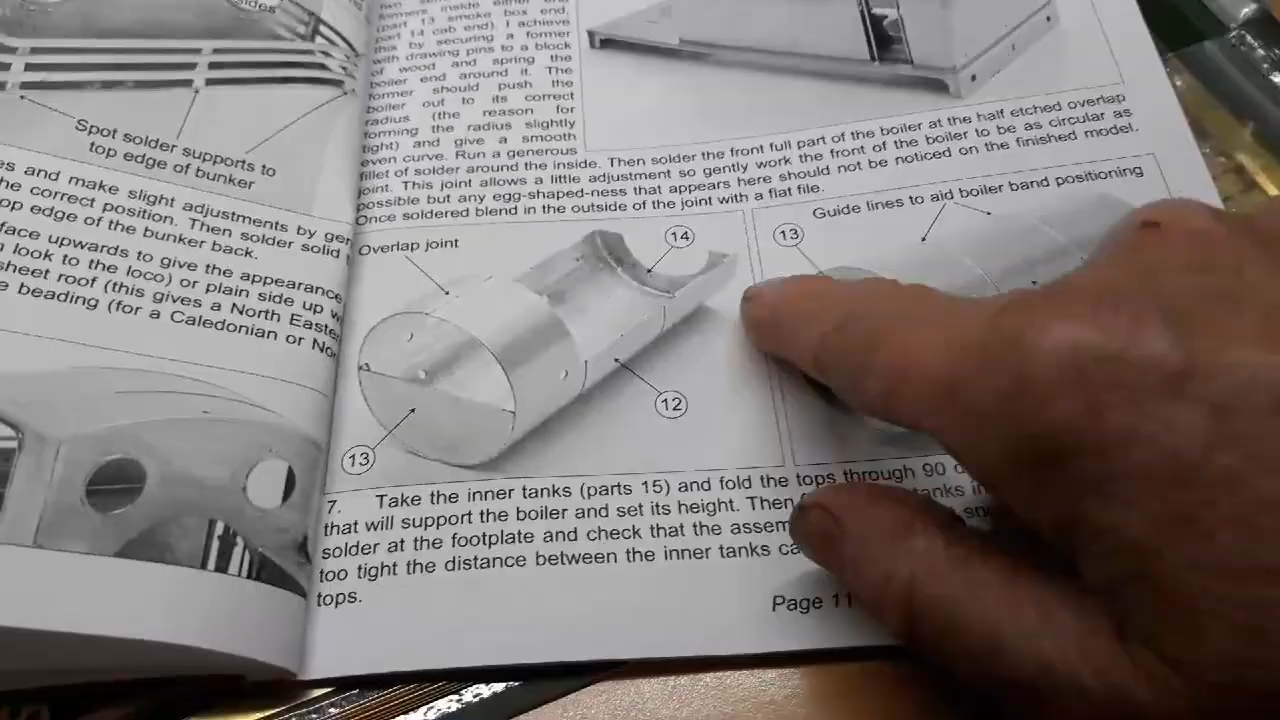 sides
Spot solder supports to
top edge of bunker
es and make slight adjustments by ger
he correct position. Then solder solid
op edge of the bunker back.
face upwards to give the appearance
look to the loco) or plain side up w
sheet roof (this gives a North Easte
e beading (for a Caledonian or No
formers inside either end
(part 13 smoke box end,
part 14 cab end). I achieve
this by securing a former
with drawing pins to a block
of wood and spring the
boiler end around it. The
former should push the
boiler out to its correct
radius (the reason for
forming the radius slightly
tight) and give a smooth
even curve. Run a generous
fillet of solder around the inside. Then solder the front full part of the boiler at the half etched overlap
joint. This joint allows a little adjustment so gently work the front of the boiler to be as circular as
possible but any egg-shaped-ness that appears here should not be noticed on the finished model.
Once soldered blend in the outside of the joint with a flat file.
Overlap joint
14
12
13
Guide lines to aid boiler band positioning
13
7. Take the inner tanks (parts 15) and fold the tops through 90
that will support the boiler and set its height. Then tanks in
solder at the footplate and check that the assem
too tight the distance between the inner tanks ca
tops.
Page 11